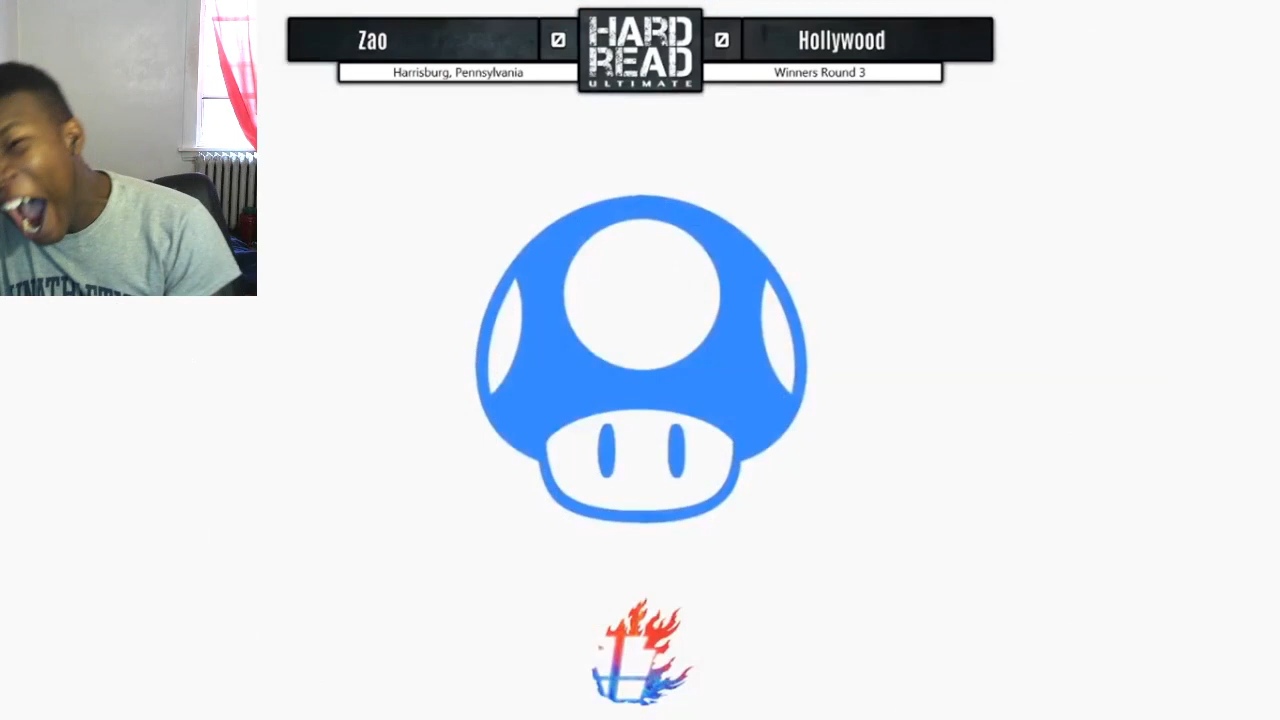 Zao
0
HARD
READ
ULTIMATE
0
Hollywood
Harrisburg, Pennsylvania
Winners Round 3